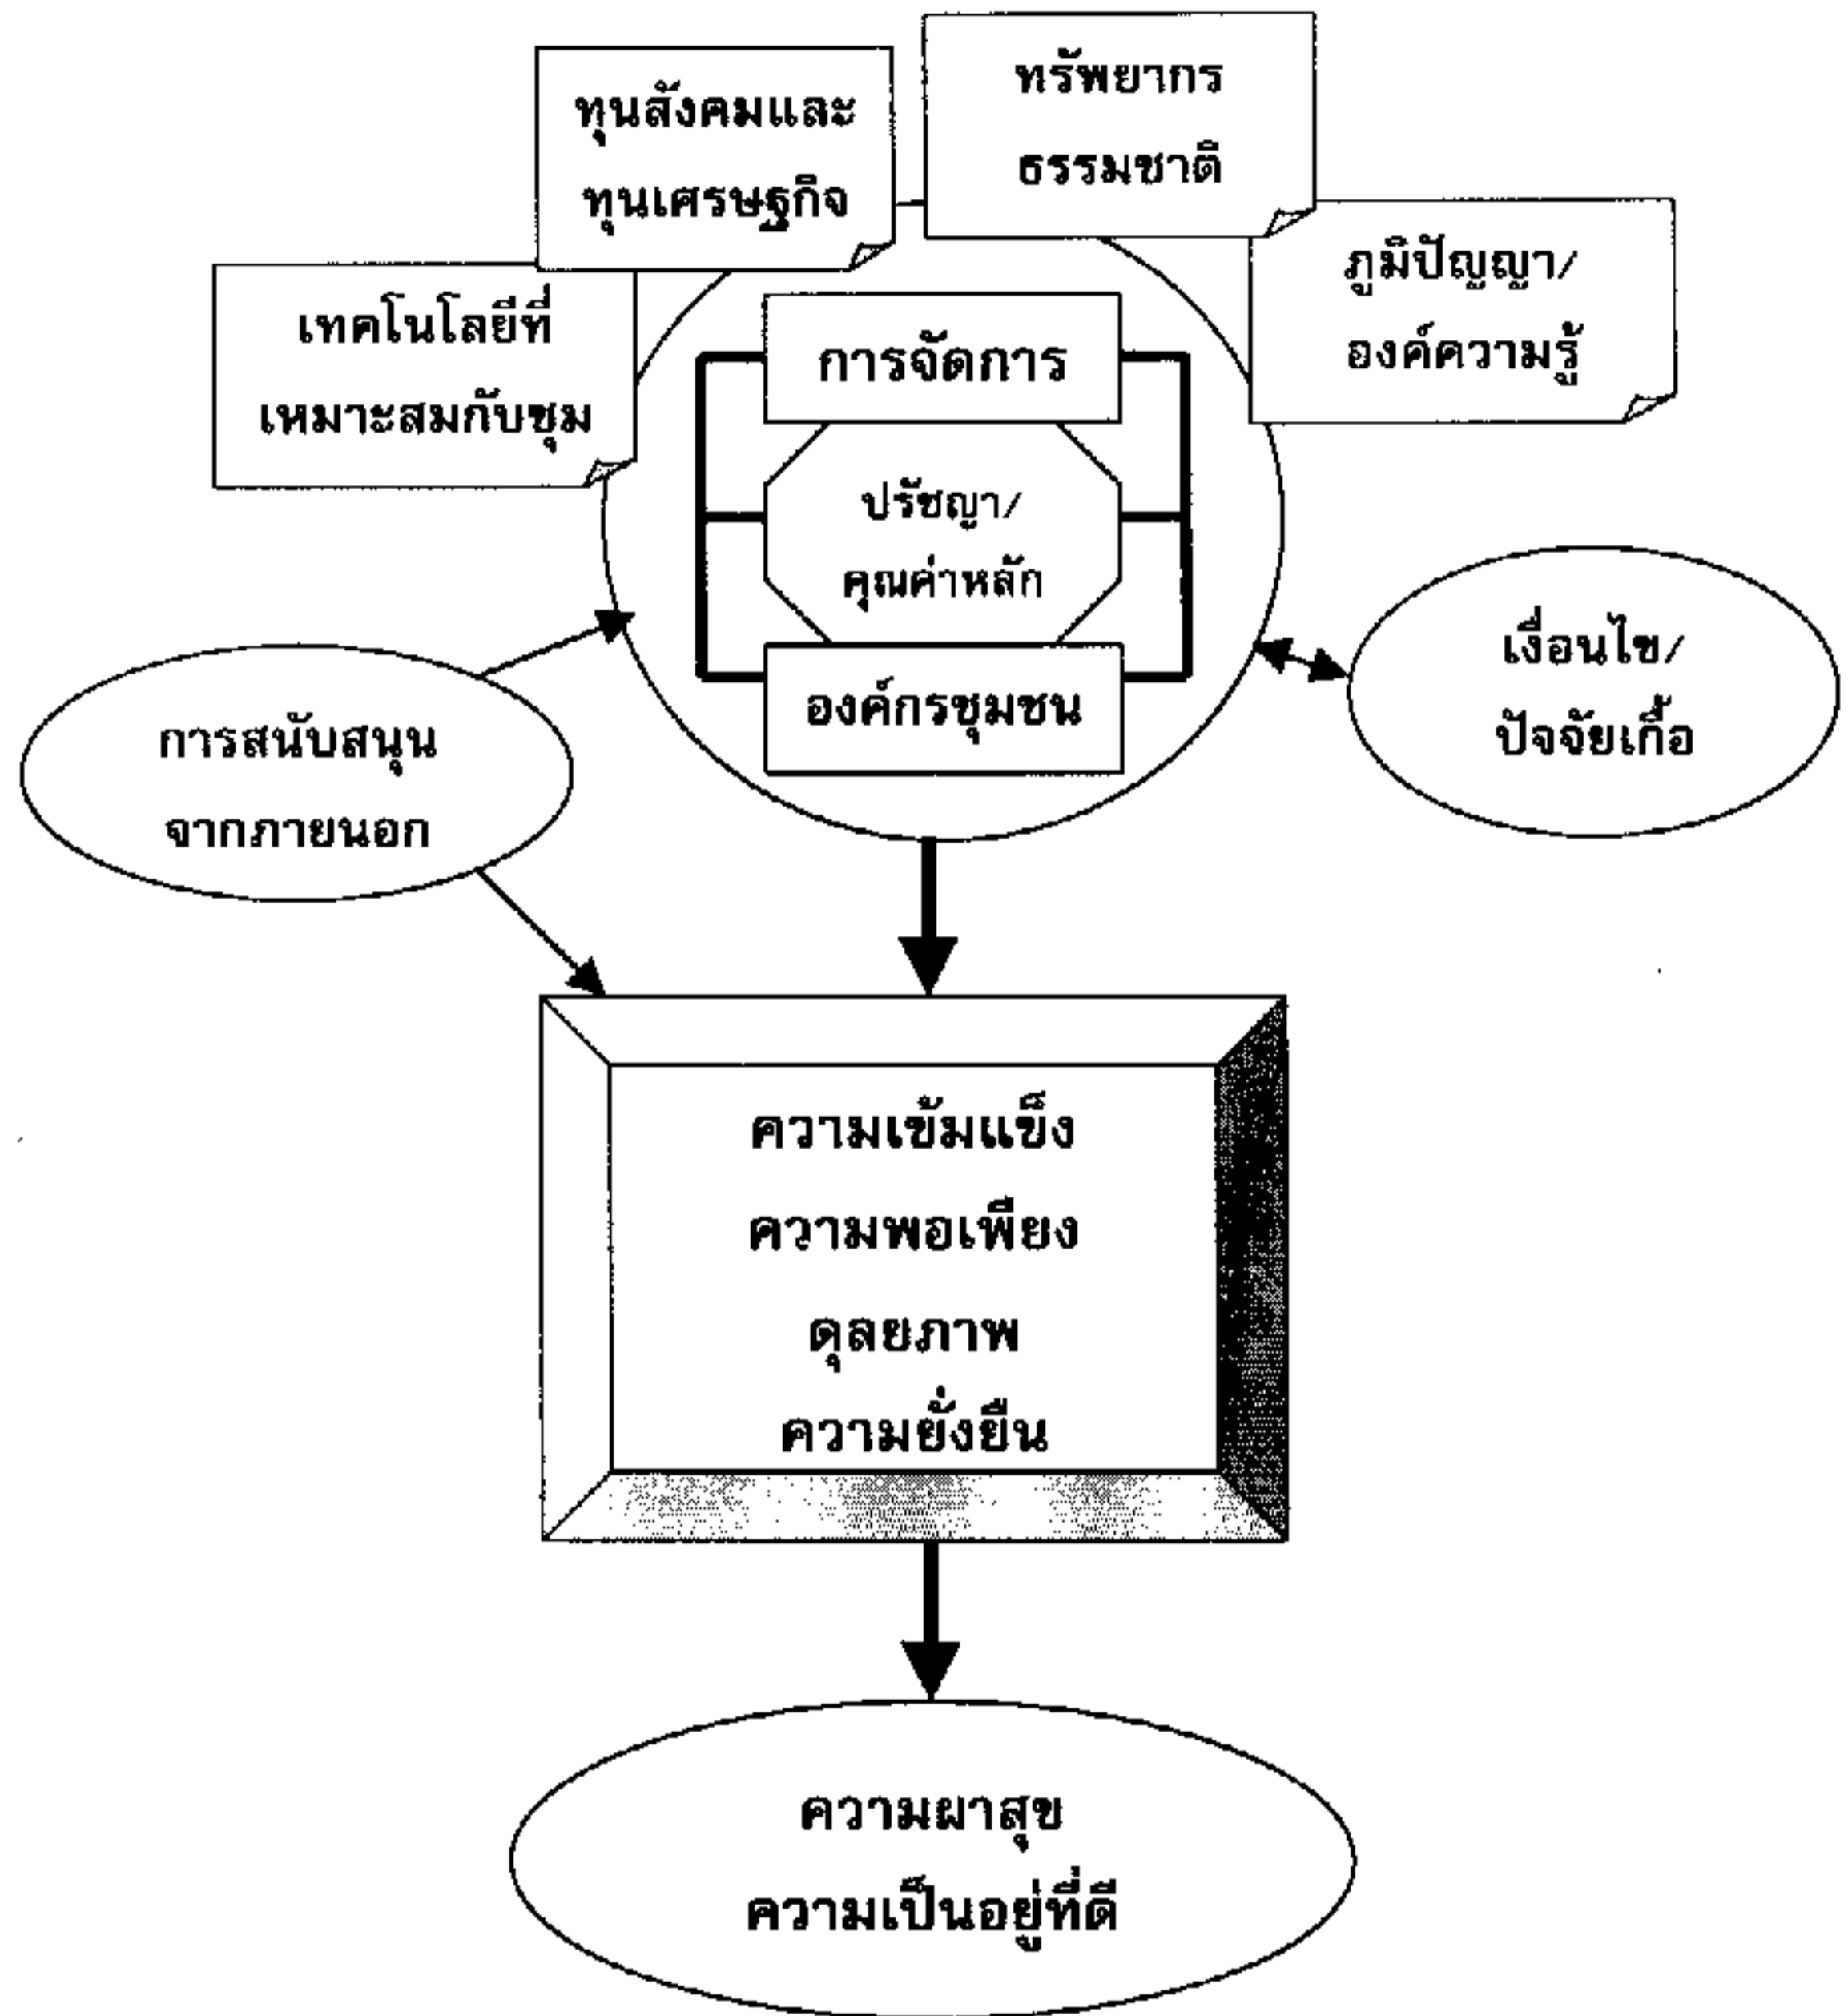 ทุนสังคมและ
ทุนเศรษฐกิจ
ทรัพยากร
ธรรมชาติ
เทคโนโลยีที่
เหมาะสมกับชุม
ภูมิปัญญา/
องค์ความรู้
การจัดการ
ปรัชญา/
คุณค่าหลัก
องค์กรชุมชน
การสนับสนุน
จากภายนอก
เงื่อนไข/
ปัจจัยเกื้อ
ความเข้มแข็ง
ความพอเพียง
ดุลยภาพ
ความยั่งยืน
ความผาสุข
ความเป็นอยู่ที่ดี